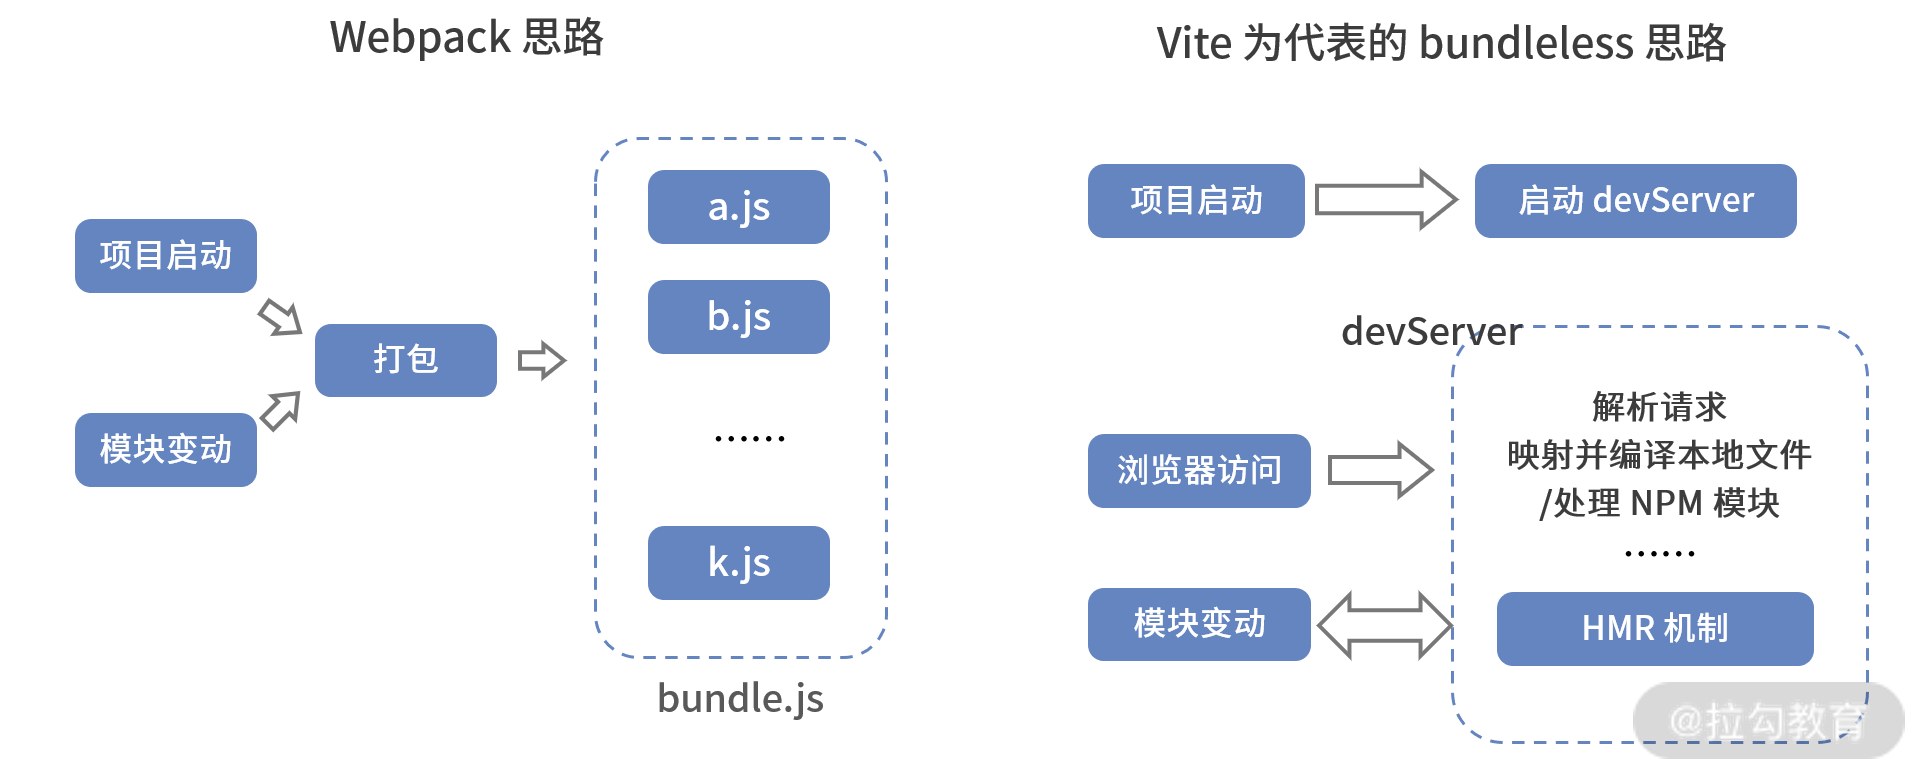 Webpack 思路
项目启动
模块变动
打包
a.js
b.js
……
k.js
bundle.js
Vite 为代表的 bundleless 思路
项目启动
启动 devServer
devServer
浏览器访问
模块变动
解析请求
映射并编译本地文件
/处理 NPM 模块
……
HMR 机制
@拉勾教育